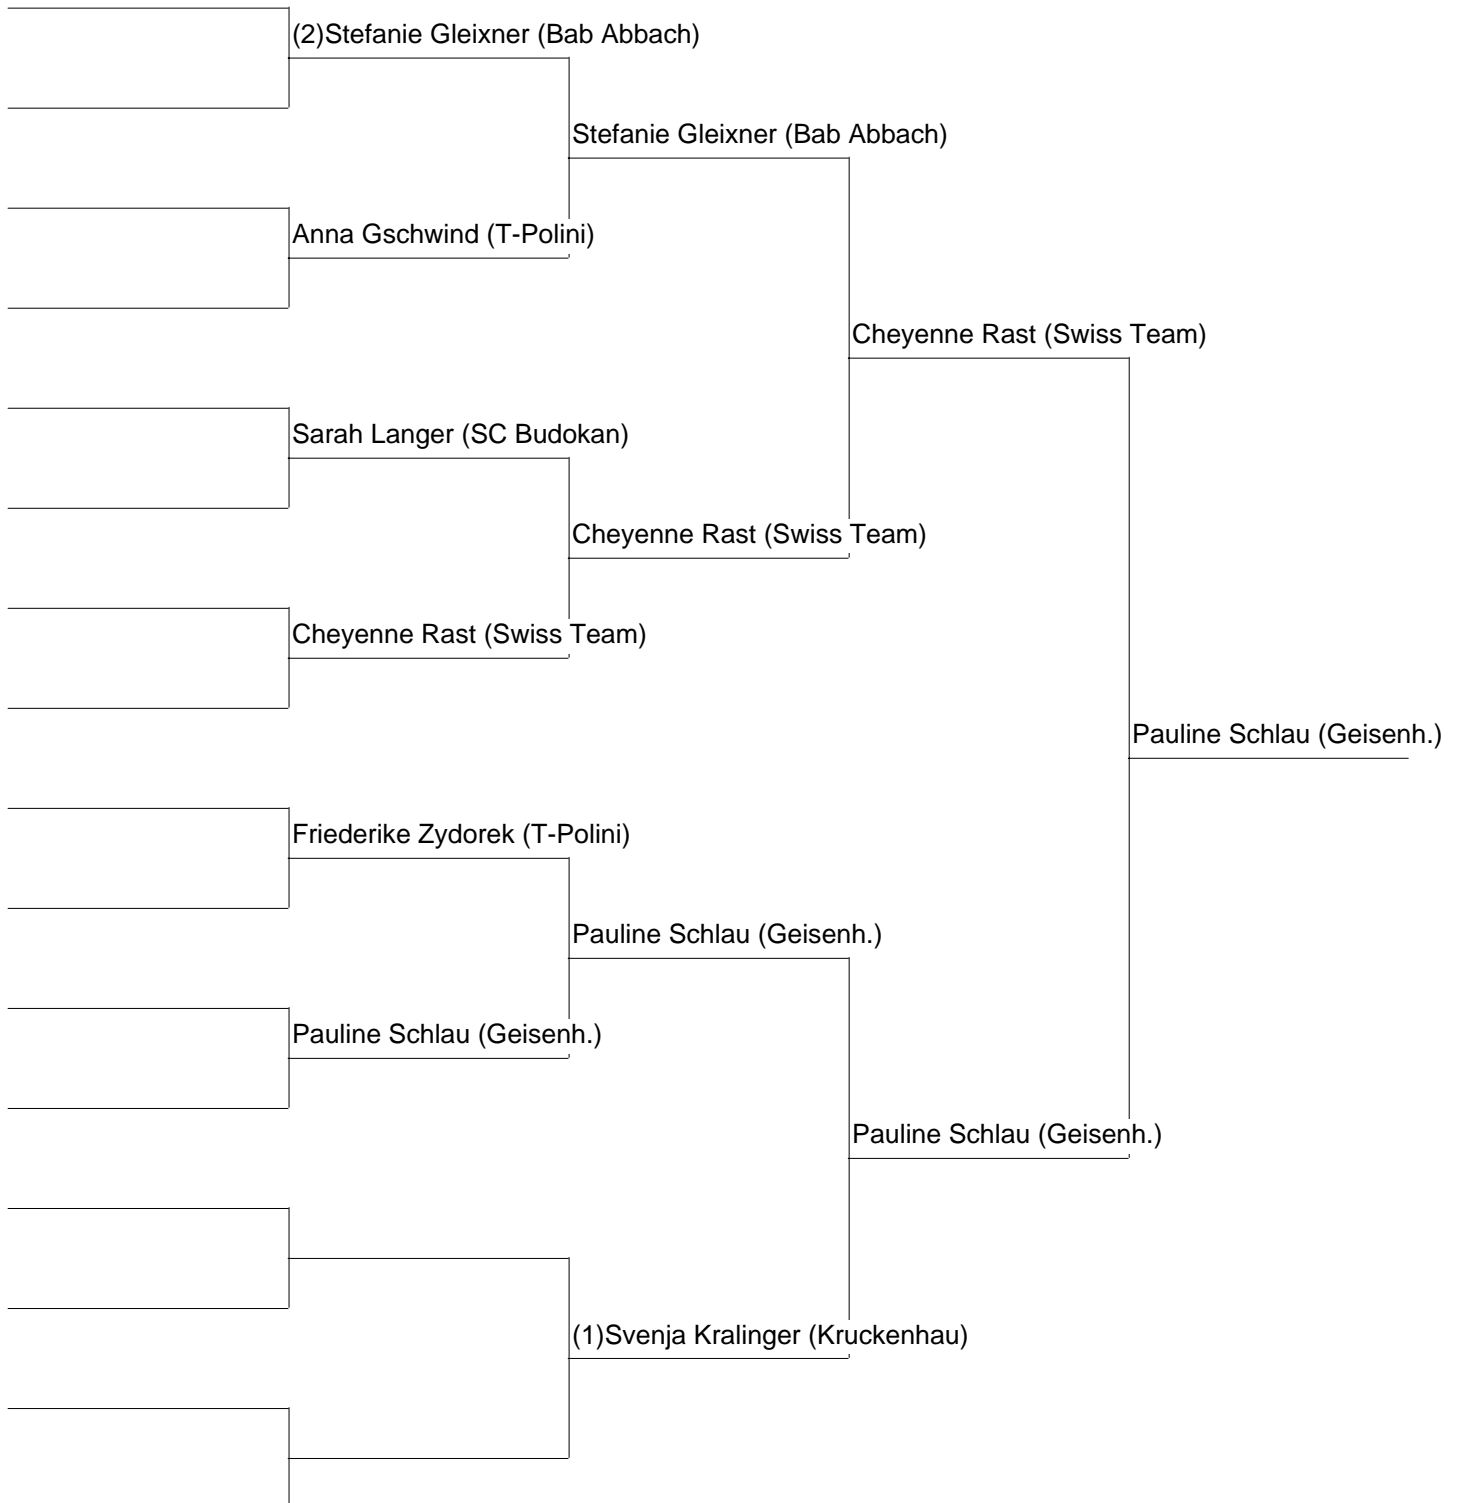 (2)Stefanie Gleixner (Bab Abbach)
Stefanie Gleixner (Bab Abbach)
Anna Gschwind (T-Polini)
Cheyenne Rast (Swiss Team)
Sarah Langer (SC Budokan)
Cheyenne Rast (Swiss Team)
Cheyenne Rast (Swiss Team)
Pauline Schlau (Geisenh.)
Friederike Zydorek (T-Polini)
Pauline Schlau (Geisenh.)
Pauline Schlau (Geisenh.)
Pauline Schlau (Geisenh.)
(1)Svenja Kralinger (Kruckenhau)